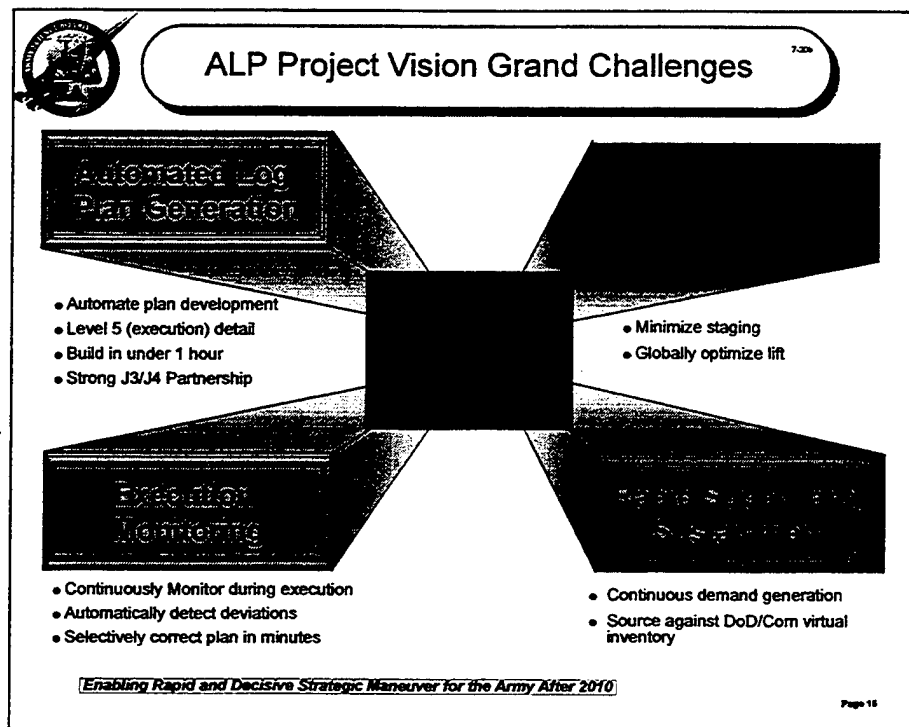 ALP Project Vision Grand Challenges
Automated Log
Plan Generation
• Automate plan development
• Level 5 (execution) detail
• Build in under 1 hour
• Strong J3/J4 Partnership
• Minimize staging
• Globally optimize lift
Execution
Monitoring
• Continuously Monitor during execution
• Automatically detect deviations
• Selectively correct plan in minutes
Rapid Supply and
• Continuous demand generation
• Source against DoD/Com virtual
inventory
Enabling Rapid and Decisive Strategic Maneuver for the Army After 2010
Page 15